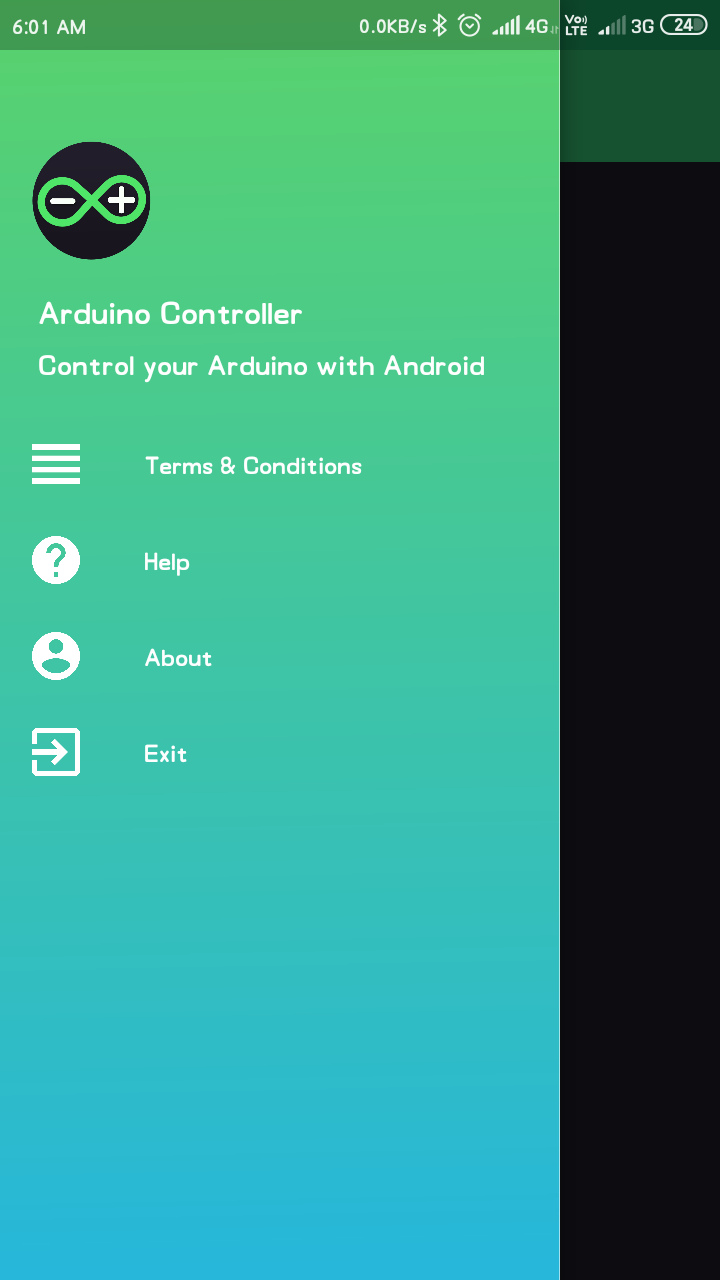 6:01 AM 0.0KB/s 4G Vo LTE 3G 24
Arduino Controller
Control your Arduino with Android
Terms & Conditions
Help
About
Exit